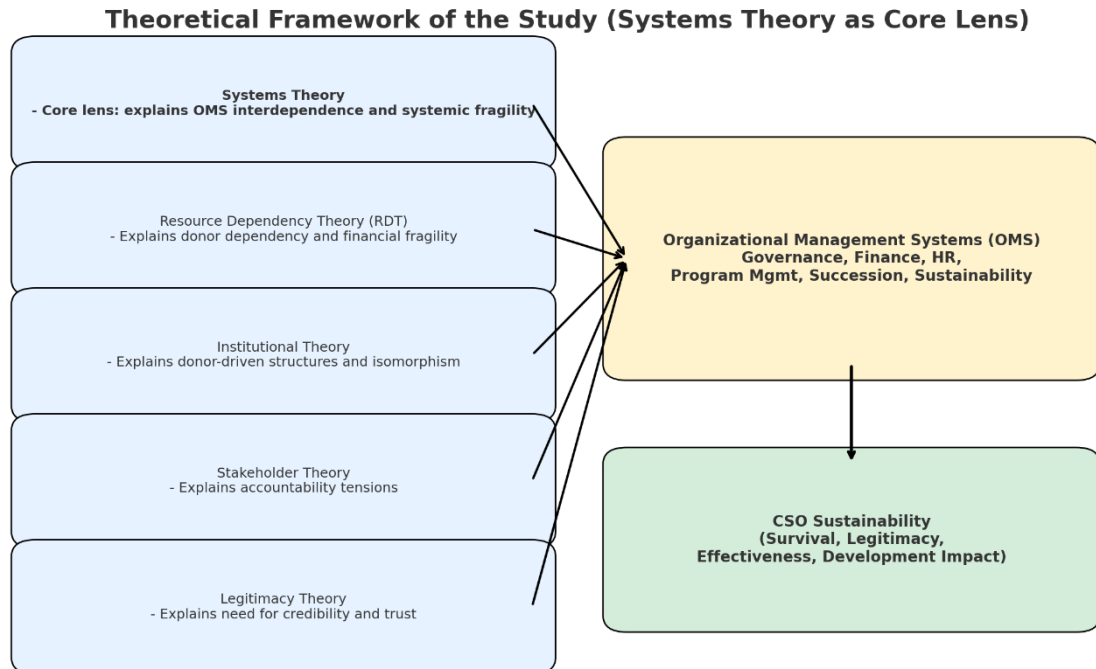 Theoretical Framework of the Study (Systems Theory as Core Lens)
Systems Theory
- Core lens: explains OMS interdependence and systemic fragility
Resource Dependency Theory (RDT)
- Explains donor dependency and financial fragility
Institutional Theory
- Explains donor-driven structures and isomorphism
Stakeholder Theory
- Explains accountability tensions
Legitimacy Theory
- Explains need for credibility and trust
Organizational Management Systems (OMS)
Governance, Finance, HR,
Program Mgmt, Succession, Sustainability
CSO Sustainability
(Survival, Legitimacy,
Effectiveness, Development Impact)